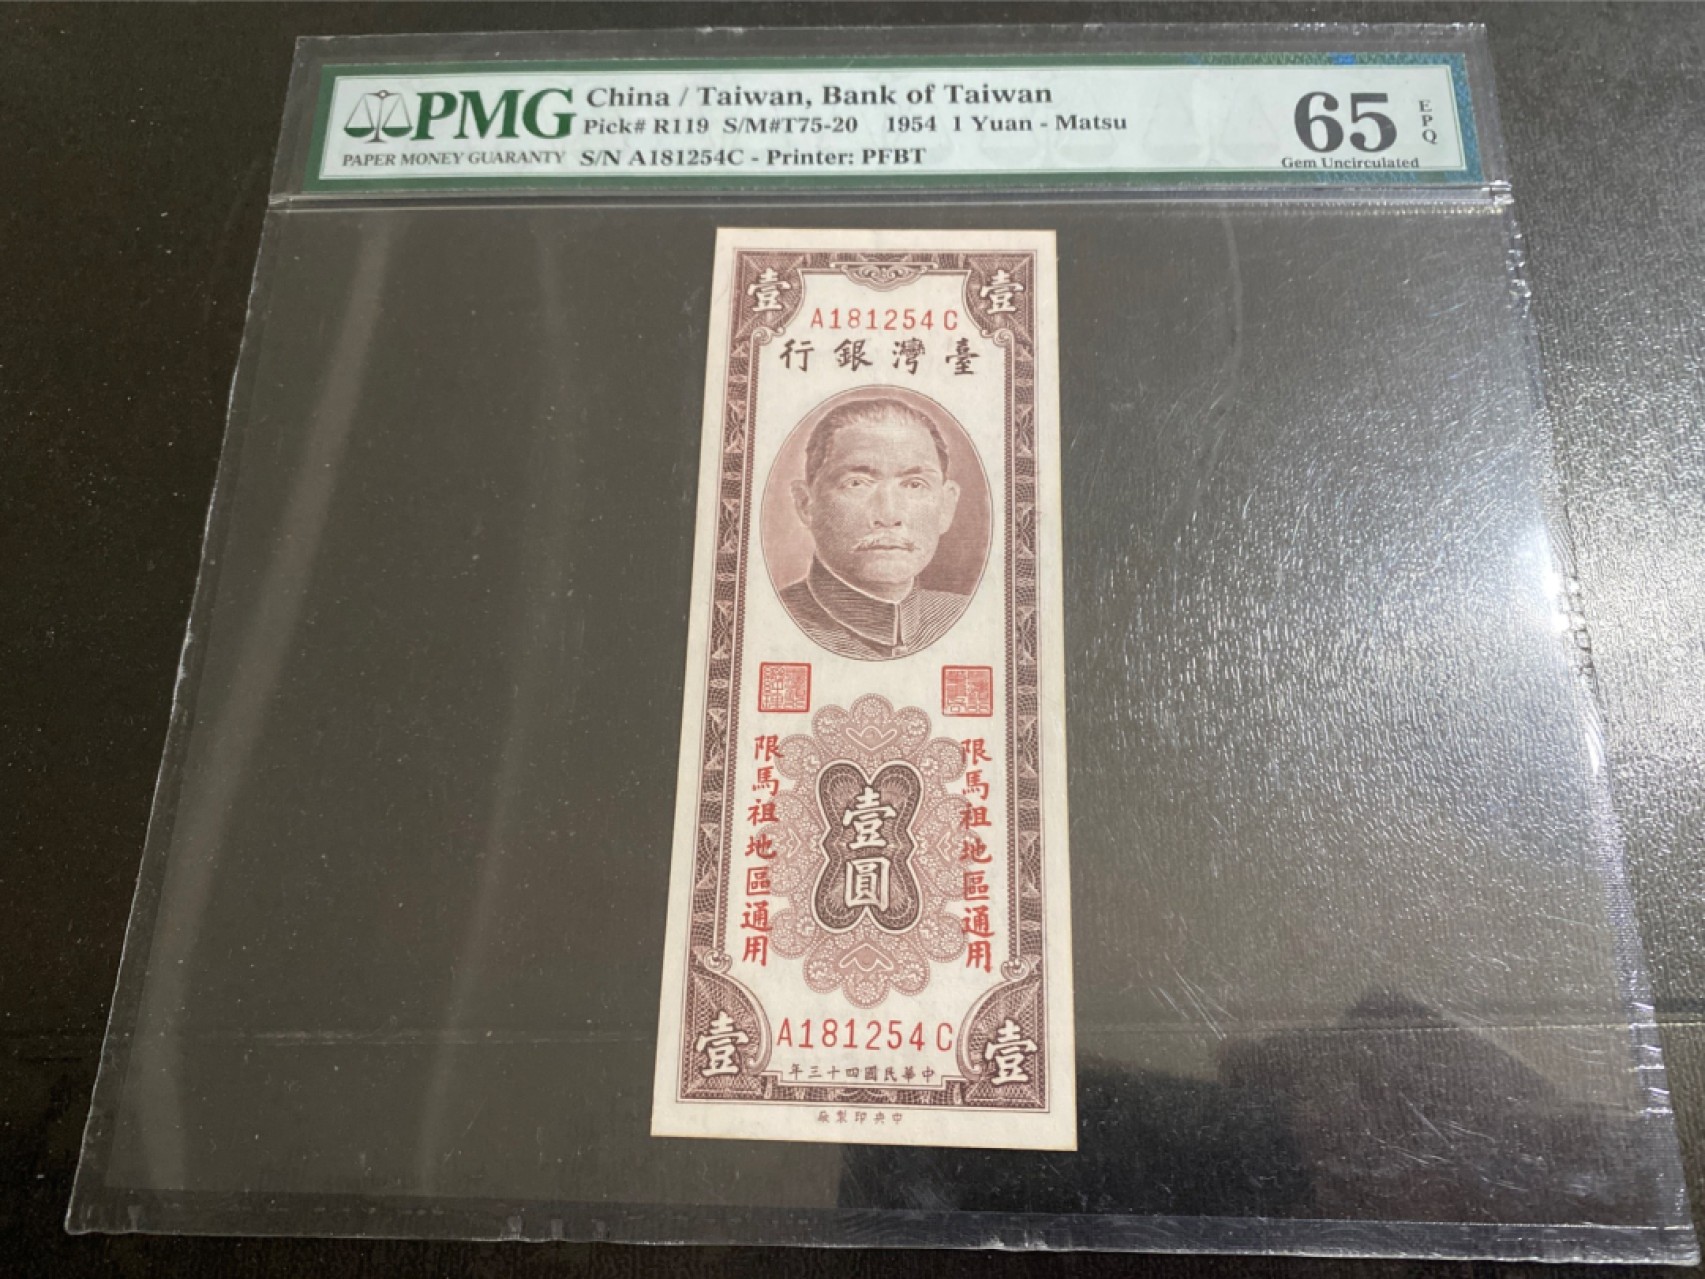 PMG
PAPER MONEY GUARANTY
China / Taiwan, Bank of Taiwan
Pick# R119 S/M#T75-20 1954 1 Yuan - Matsu
S/N A181254C - Printer: PFBT
65
EPQ
Gem Uncirculated
壹
壹
A181254C
行銀灣臺
限馬祖地區通用
限馬祖地區通用
壹圓
A181254C
壹
壹
年三十四國民華中
廠製印央中